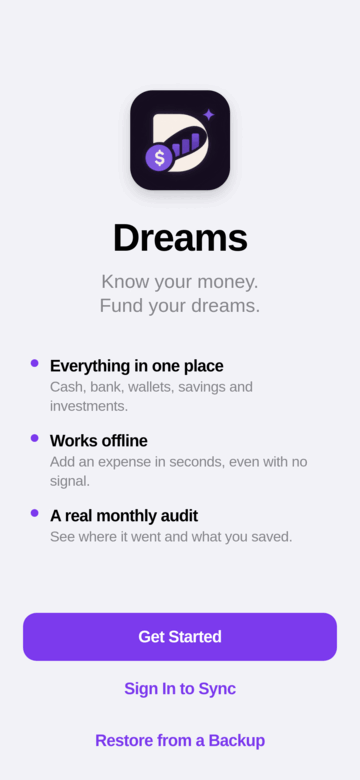 $
Dreams
Know your money.
Fund your dreams.
Everything in one place
Cash, bank, wallets, savings and
investments.
Works offline
Add an expense in seconds, even with no
signal.
A real monthly audit
See where it went and what you saved.
Get Started
Sign In to Sync
Restore from a Backup